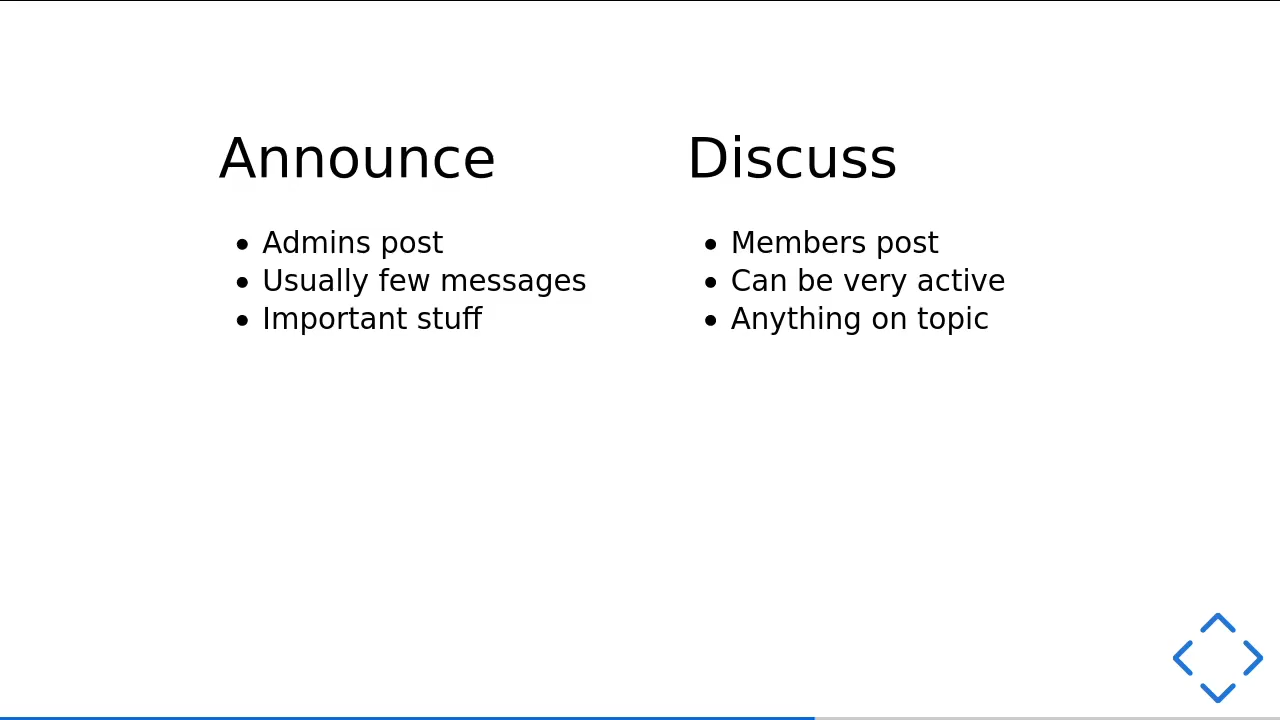 Announce
• Admins post
• Usually few messages
• Important stuff
Discuss
• Members post
• Can be very active
• Anything on topic